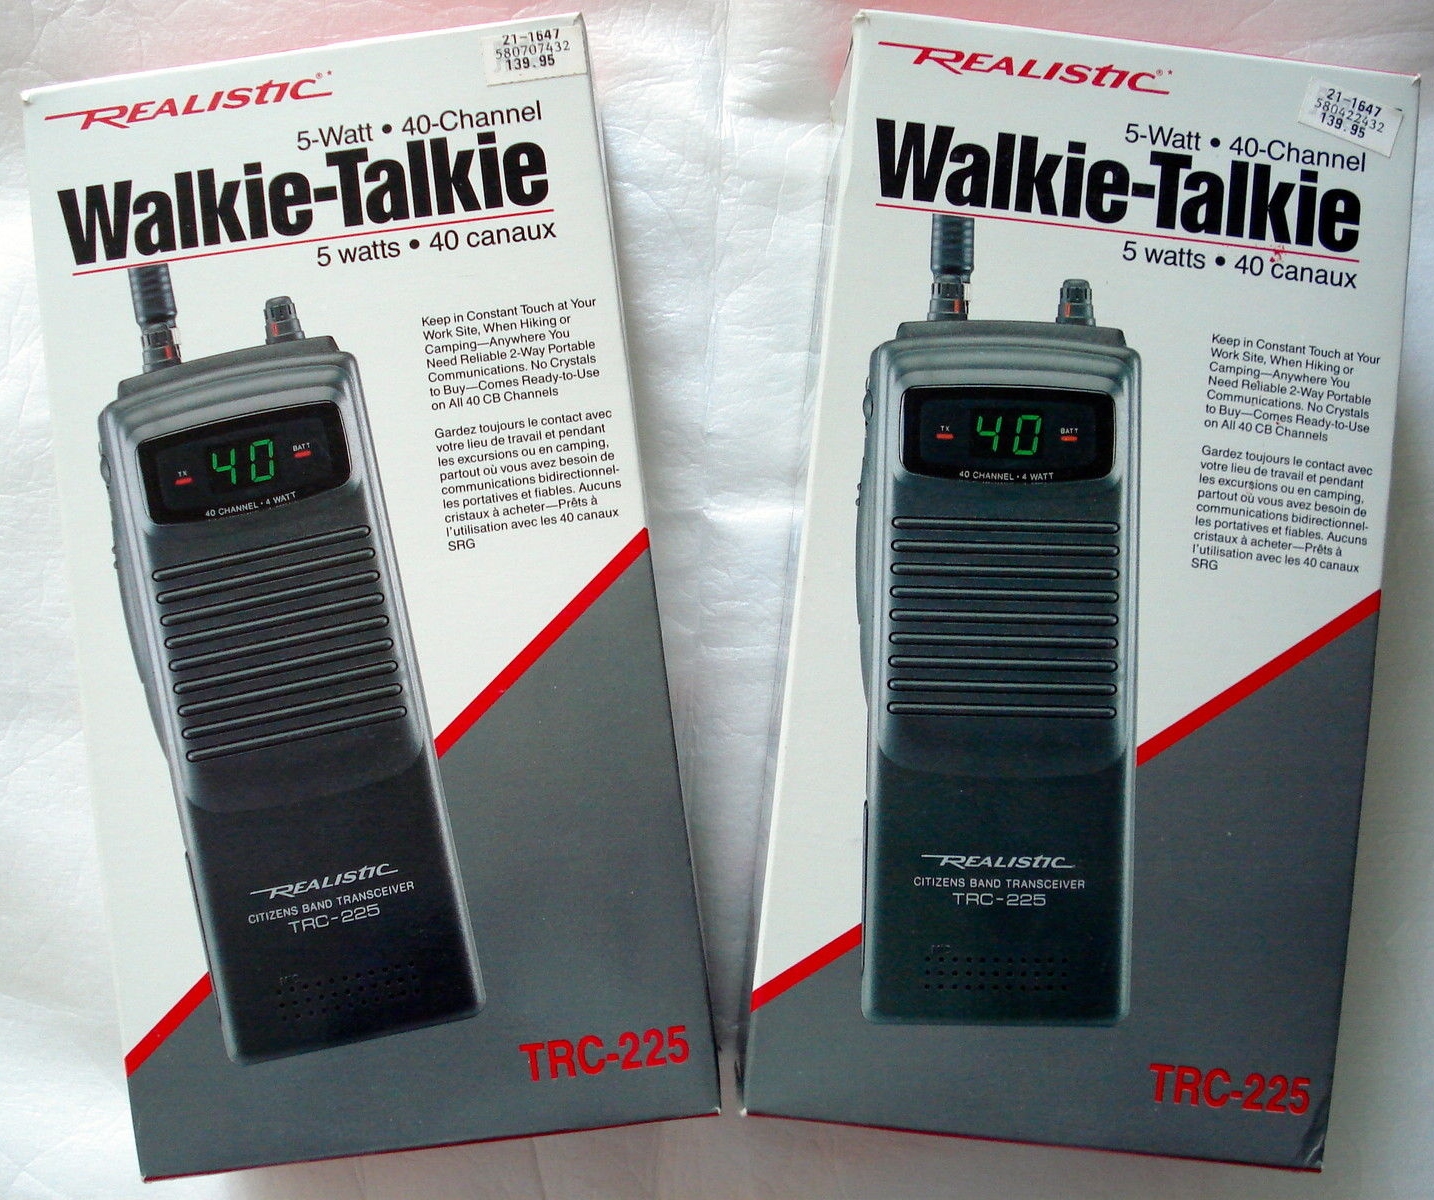 21-1647
580707432
139.95
REALISTIC®*
5-Watt • 40-Channel
Walkie-Talkie
5 watts • 40 canaux
Keep in Constant Touch at Your
Work Site, When Hiking or
Camping—Anywhere You
Need Reliable 2-Way Portable
Communications. No Crystals
to Buy—Comes Ready-to-Use
on All 40 CB Channels
Gardez toujours le contact avec
votre lieu de travail et pendant
les excursions ou en camping,
partout où vous avez besoin de
communications bidirectionnel-
les portatives et fiables. Aucuns
cristaux à acheter—Prêts à
l'utilisation avec les 40 canaux
SRG
TX 40 BATT
40 CHANNEL • 4 WATT
REALISTIC
CITIZENS BAND TRANSCEIVER
TRC-225
MIC
TRC-225
21-1647
580422432
139.95
REALISTIC®*
5-Watt • 40-Channel
Walkie-Talkie
5 watts • 40 canaux
Keep in Constant Touch at Your
Work Site, When Hiking or
Camping—Anywhere You
Need Reliable 2-Way Portable
Communications. No Crystals
to Buy—Comes Ready-to-Use
on All 40 CB Channels
Gardez toujours le contact avec
votre lieu de travail et pendant
les excursions ou en camping,
partout où vous avez besoin de
communications bidirectionnel-
les portatives et fiables. Aucuns
cristaux à acheter—Prêts à
l'utilisation avec les 40 canaux
SRG
TX 40 BATT
40 CHANNEL • 4 WATT
REALISTIC
CITIZENS BAND TRANSCEIVER
TRC-225
MIC
TRC-225